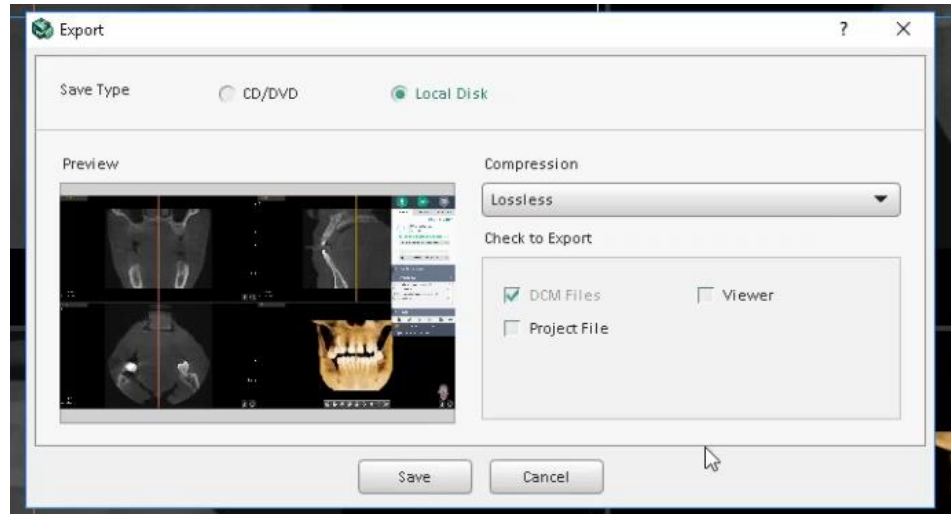 Export
?
Save Type
CD/DVD
Local Disk
Preview
Compression
Lossless
Check to Export
DCM Files
Viewer
Project File
Save
Cancel